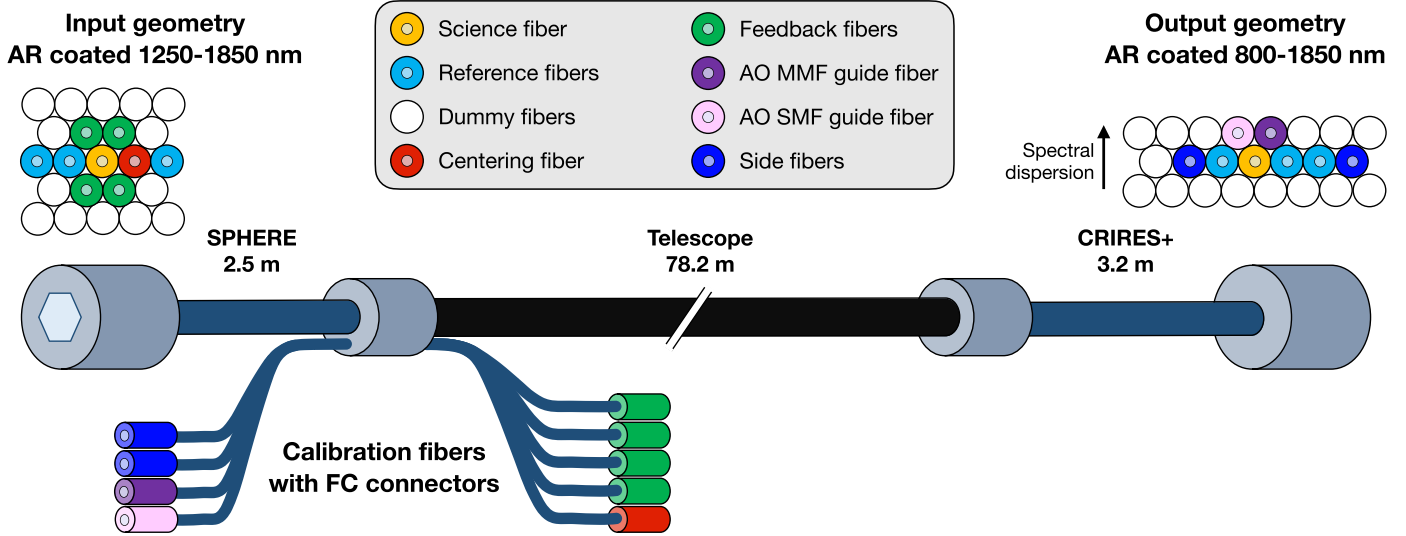 Input geometry
AR coated 1250-1850 nm
Science fiber
Reference fibers
Dummy fibers
Centering fiber
Feedback fibers
AO MMF guide fiber
AO SMF guide fiber
Side fibers
Output geometry
AR coated 800-1850 nm
Spectral
dispersion
SPHERE
2.5 m
Telescope
78.2 m
CRIRES+
3.2 m
Calibration fibers
with FC connectors